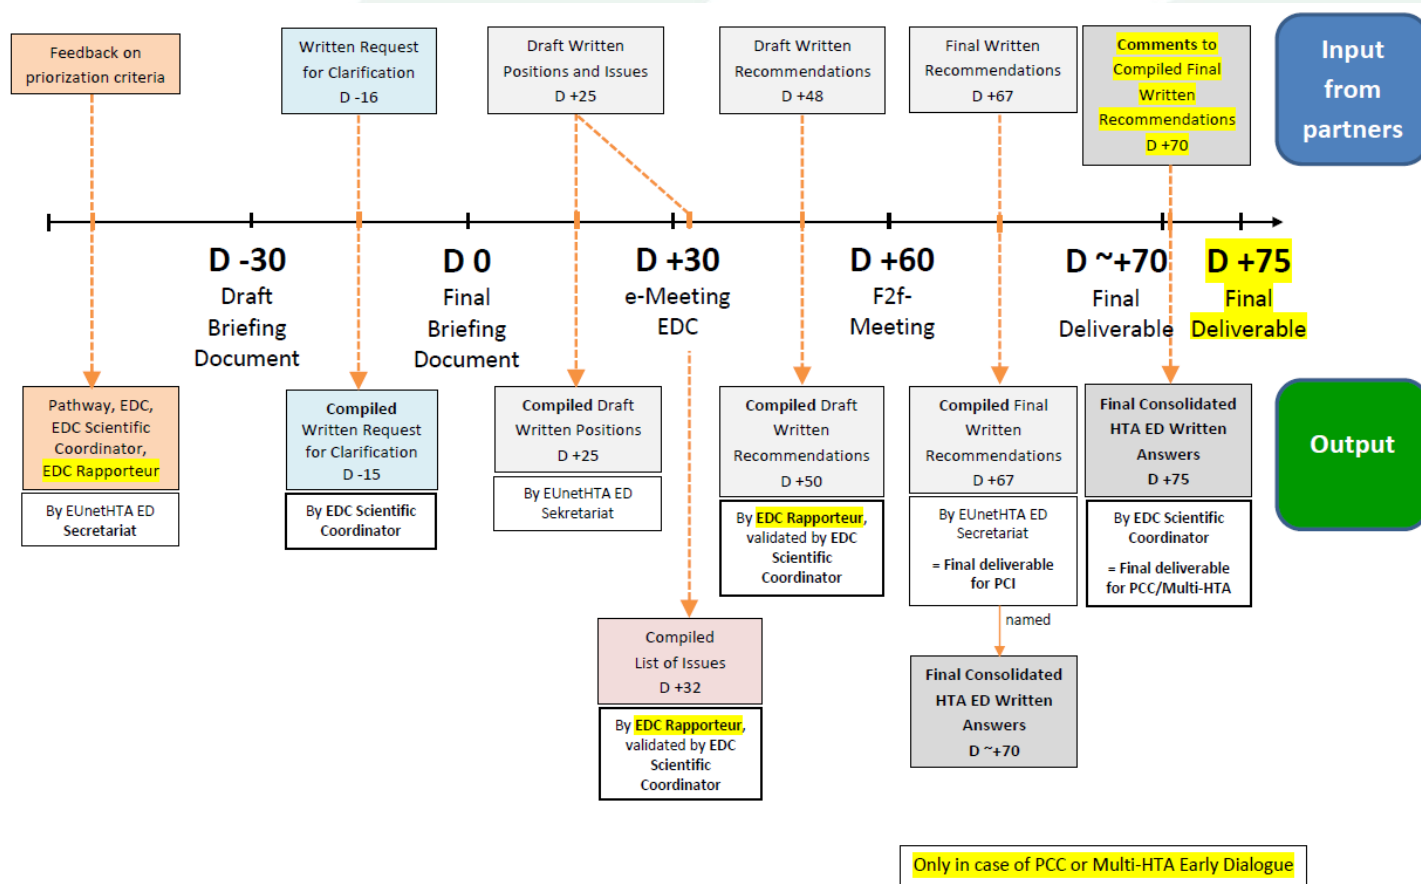 Feedback on
priorization criteria
Written Request
for Clarification
D -16
Draft Written
Positions and Issues
D +25
Draft Written
Recommendations
D +48
Final Written
Recommendations
D +67
Comments to
Compiled Final
Written
Recommendations
D +70
Input
from
partners
D -30
Draft
Briefing
Document
D 0
Final
Briefing
Document
D +30
e-Meeting
EDC
D +60
F2f-
Meeting
D ~+70
Final
Deliverable
D +75
Final
Deliverable
Pathway, EDC,
EDC Scientific
Coordinator,
EDC Rapporteur
By EUnetHTA ED
Secretariat
Compiled
Written Request
for Clarification
D -15
By EDC Scientific
Coordinator
Compiled Draft
Written Positions
D +25
By EUnetHTA ED
Sekretariat
Compiled
List of Issues
D +32
By EDC Rapporteur,
validated by EDC
Scientific
Coordinator
Compiled Draft
Written
Recommendations
D +50
By EDC Rapporteur,
validated by EDC
Scientific
Coordinator
Compiled Final
Written
Recommendations
D +67
By EUnetHTA ED
Secretariat
= Final deliverable
for PCI
named
Final Consolidated
HTA ED Written
Answers
D ~+70
Final Consolidated
HTA ED Written
Answers
D +75
By EDC Scientific
Coordinator
= Final deliverable
for PCC/Multi-HTA
Output
Only in case of PCC or Multi-HTA Early Dialogue